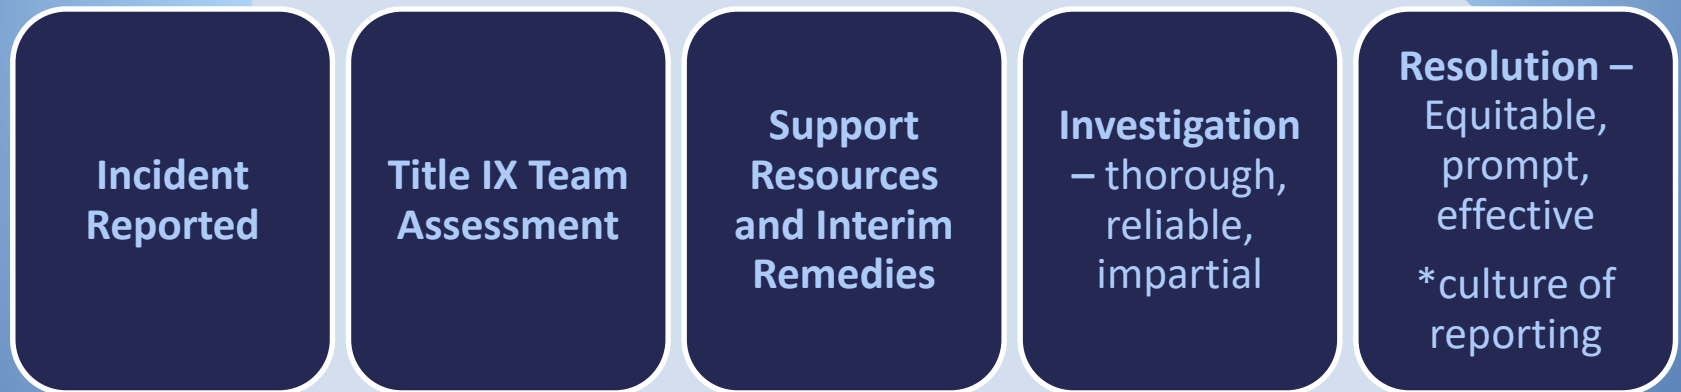 Incident
Reported
Title IX Team
Assessment
Support
Resources
and Interim
Remedies
Investigation
– thorough,
reliable,
impartial
Resolution –
Equitable,
prompt,
effective
*culture of
reporting